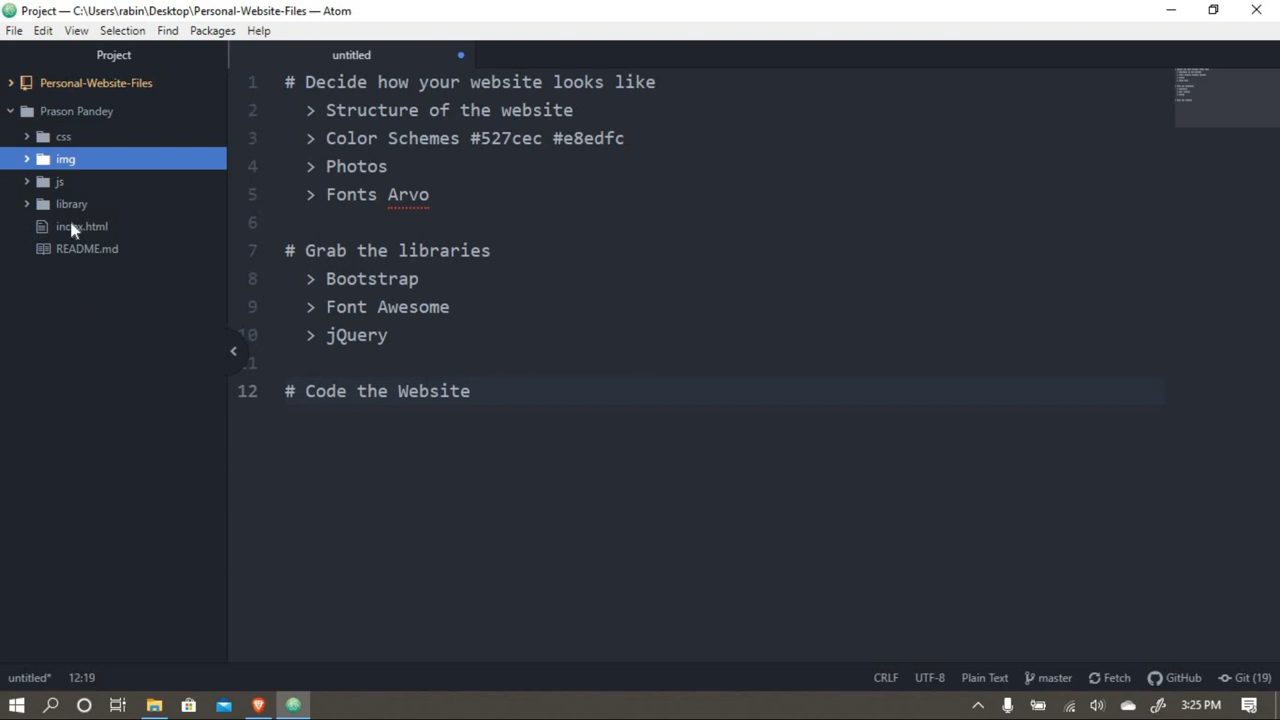 Project — C:\Users\rabin\Desktop\Personal-Website-Files — Atom
File Edit View Selection Find Packages Help
Project
untitled
Personal-Website-Files
Prason Pandey
css
img
js
library
index.html
README.md
1 # Decide how your website looks like
2 > Structure of the website
3 > Color Schemes #527cec #e8edfc
4 > Photos
5 > Fonts Arvo
6
7 # Grab the libraries
8 > Bootstrap
9 > Font Awesome
10 > jQuery
11
12 # Code the Website
untitled* 12:19 CRLF UTF-8 Plain Text master Fetch GitHub Git (19)
3:25 PM